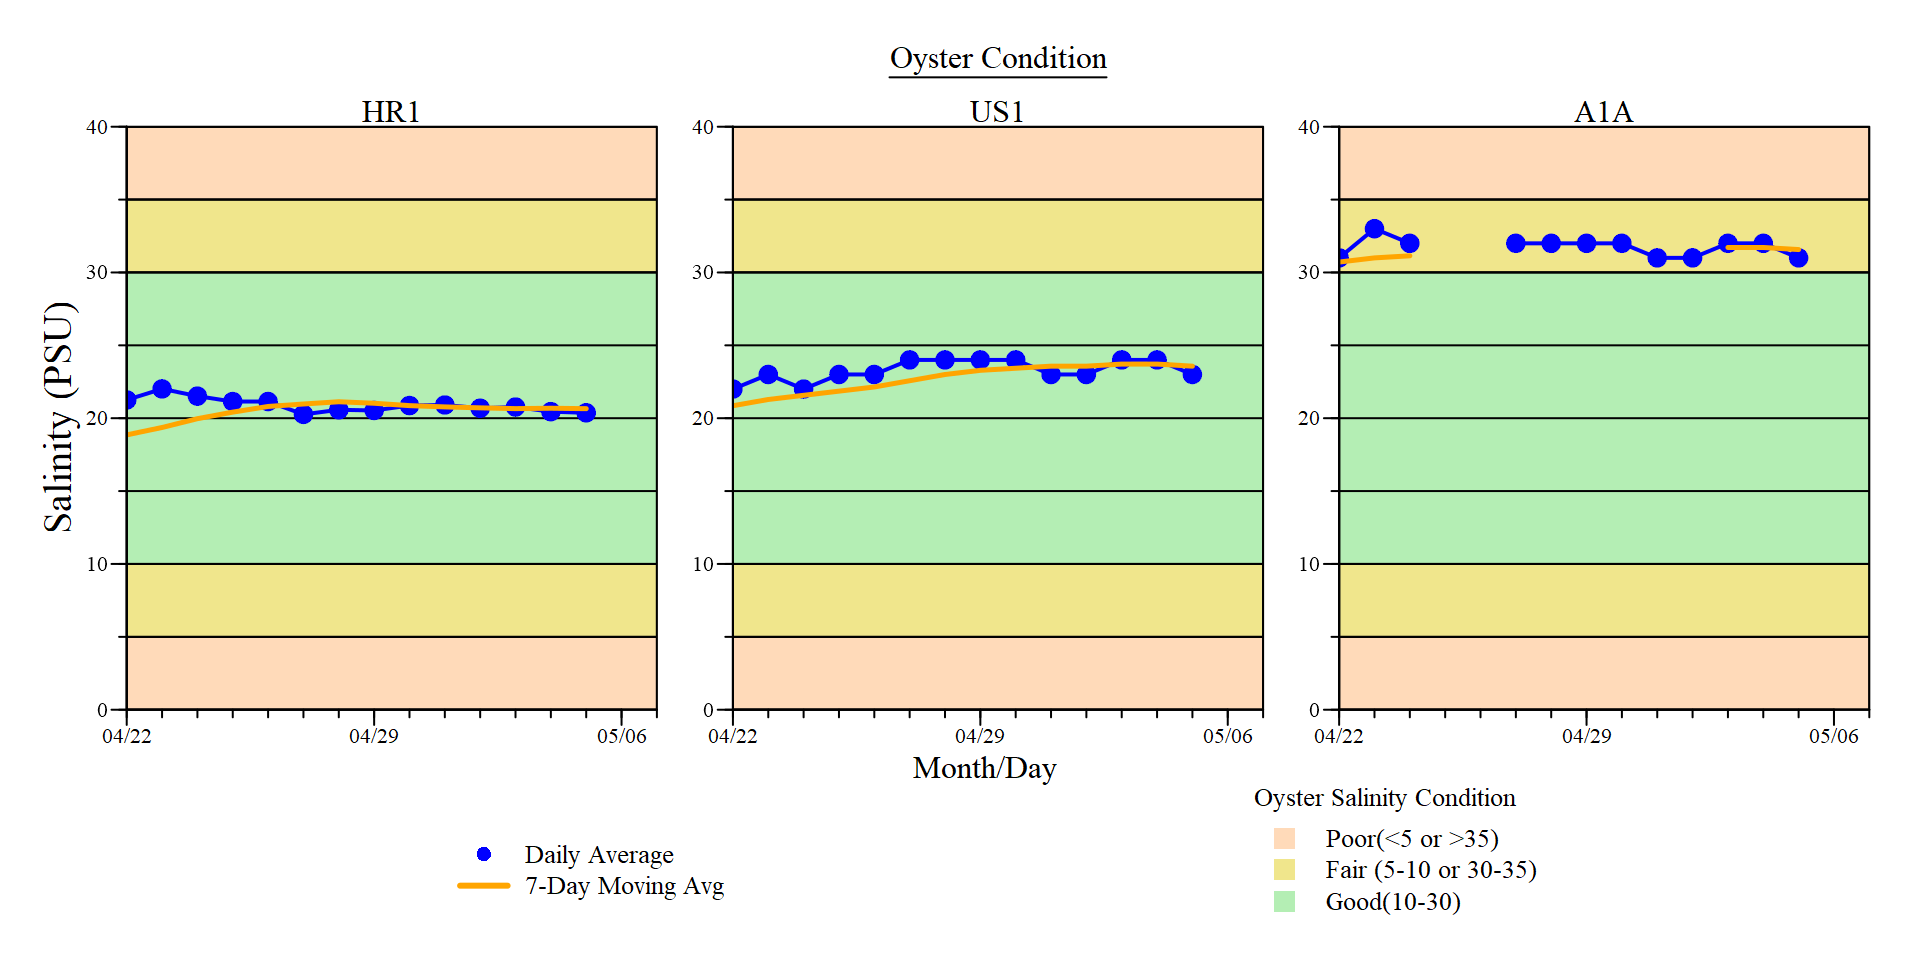 Oyster Condition
HR1
US1
A1A
Salinity (PSU)
40
30
20
10
0
04/22
04/29
05/06
40
30
20
10
0
04/22
04/29
05/06
40
30
20
10
0
04/22
04/29
05/06
Month/Day
Daily Average
7-Day Moving Avg
Oyster Salinity Condition
Poor(<5 or >35)
Fair (5-10 or 30-35)
Good(10-30)